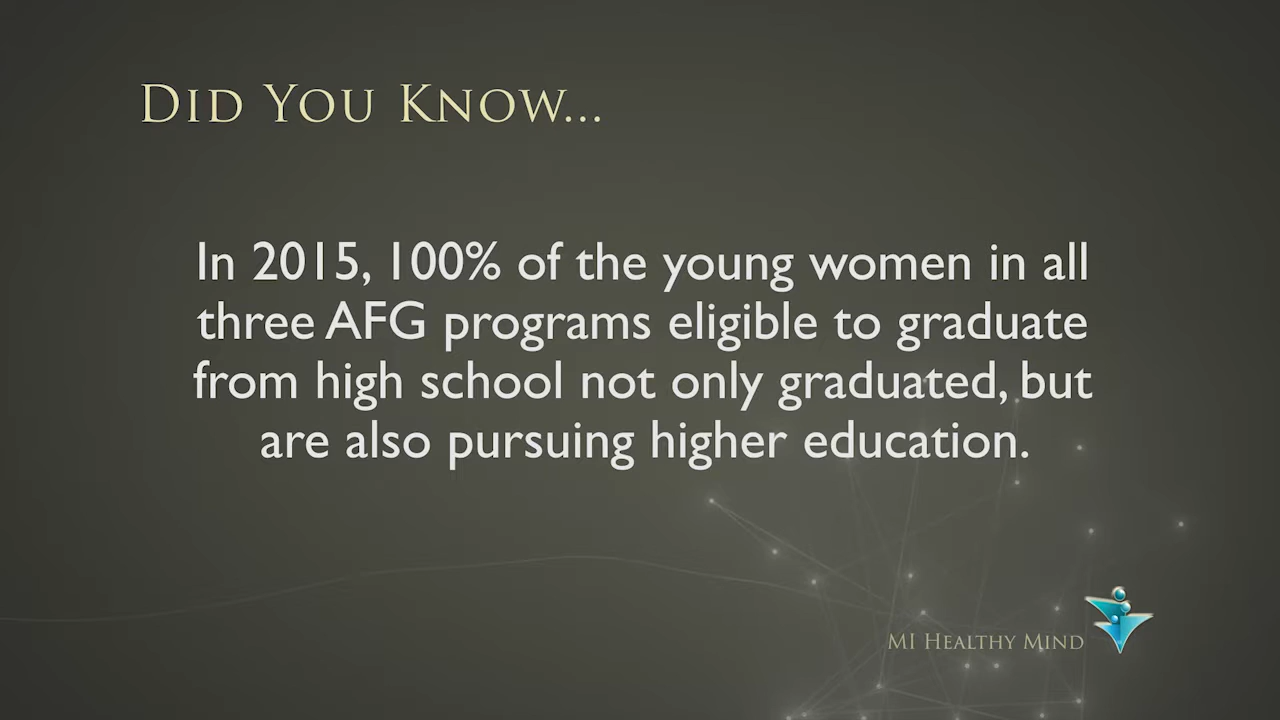 Did You Know...
In 2015, 100% of the young women in all
three AFG programs eligible to graduate
from high school not only graduated, but
are also pursuing higher education.
MI Healthy Mind